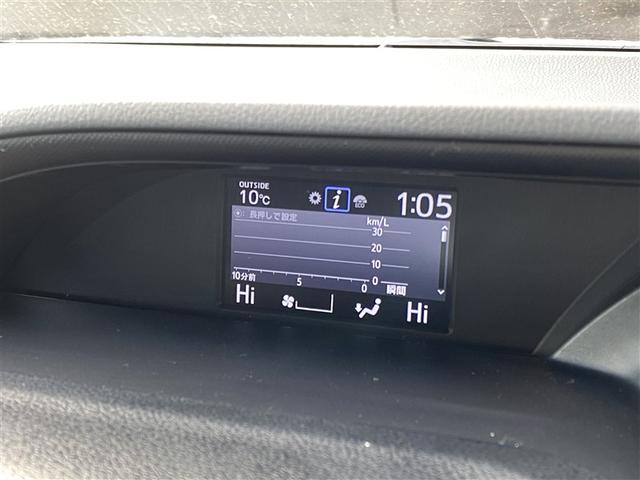 OUTSIDE
10℃ i ECO 1:05
: 長押しで設定 km/L
30
20
10
0
10分前 5 0 瞬間
Hi Hi